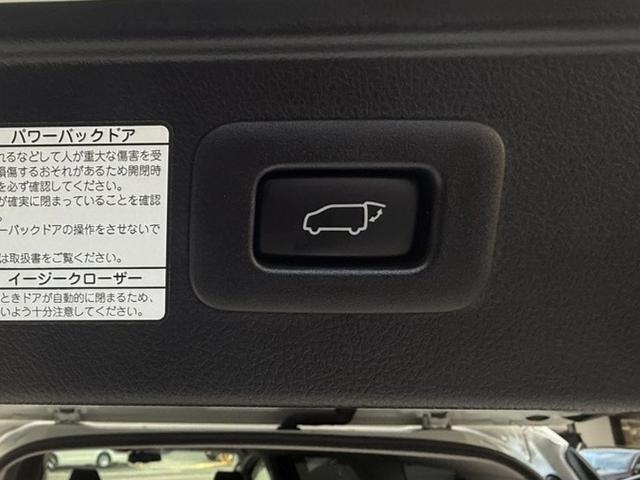 パワーバックドア
れるなどして人が重大な傷害を受
損傷するおそれがあるため開閉時
を必ず確認してください。
が確実に閉まっていることを確認
。
ーバックドアの操作をさせないで
は取扱書をご覧ください。
イージークローザー
ときドアが自動的に閉まるため、
いよう十分注意してください。